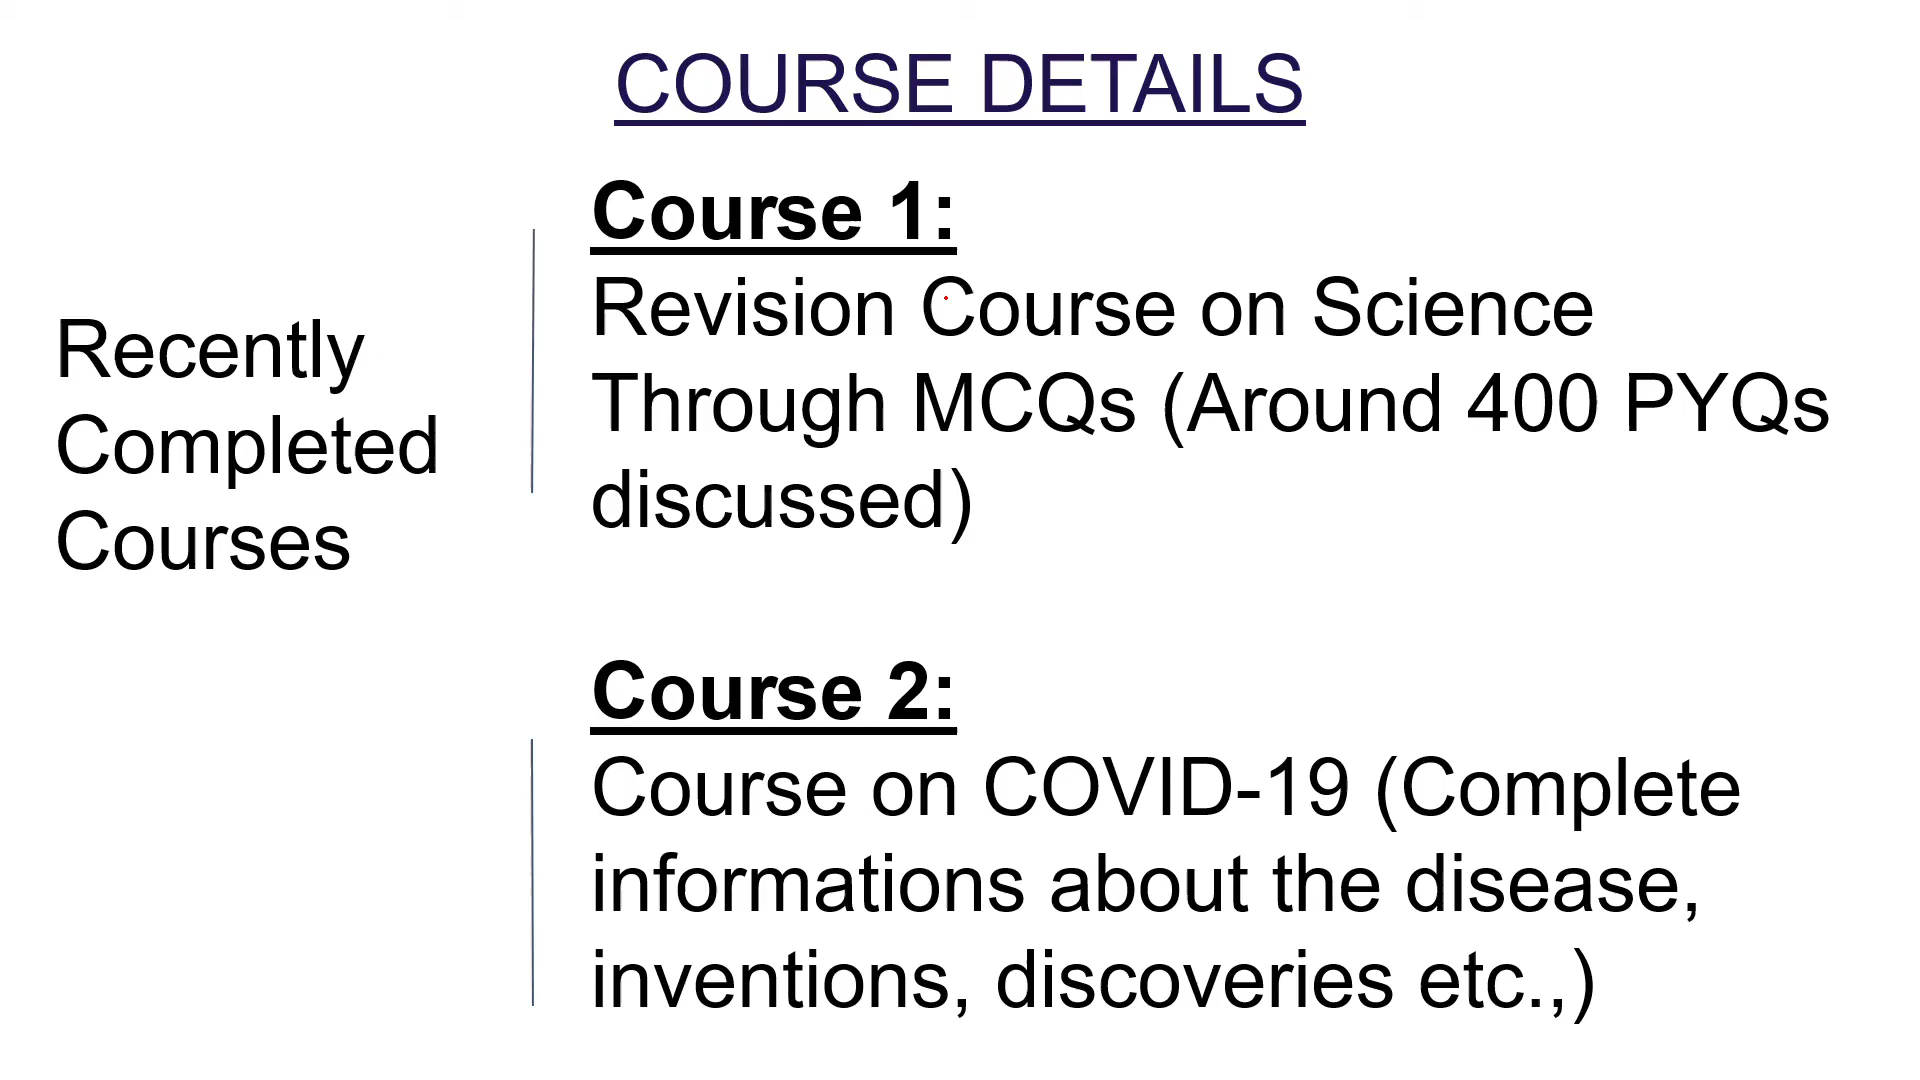 COURSE DETAILS
Recently
Completed
Courses
Course 1:
Revision Course on Science
Through MCQs (Around 400 PYQs
discussed)
Course 2:
Course on COVID-19 (Complete
informations about the disease,
inventions, discoveries etc.,)